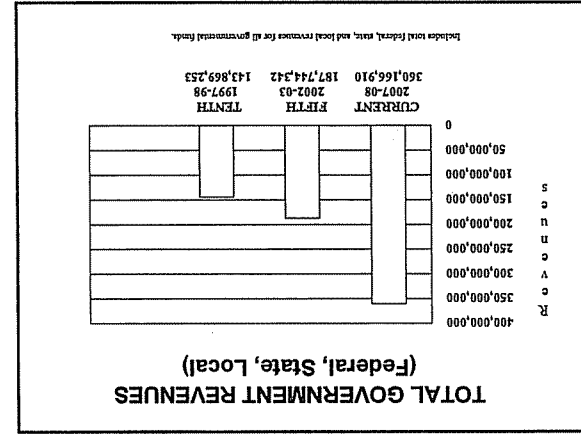 TOTAL GOVERNMENT REVENUES
(Federal, State, Local)
Revenues
400,000,000
350,000,000
300,000,000
250,000,000
200,000,000
150,000,000
100,000,000
50,000,000
0
CURRENT FIFTH TENTH
2007-08 2002-03 1997-98
360,166,910 187,744,342 143,869,253
Includes total federal, state, and local revenues for all governmental funds.